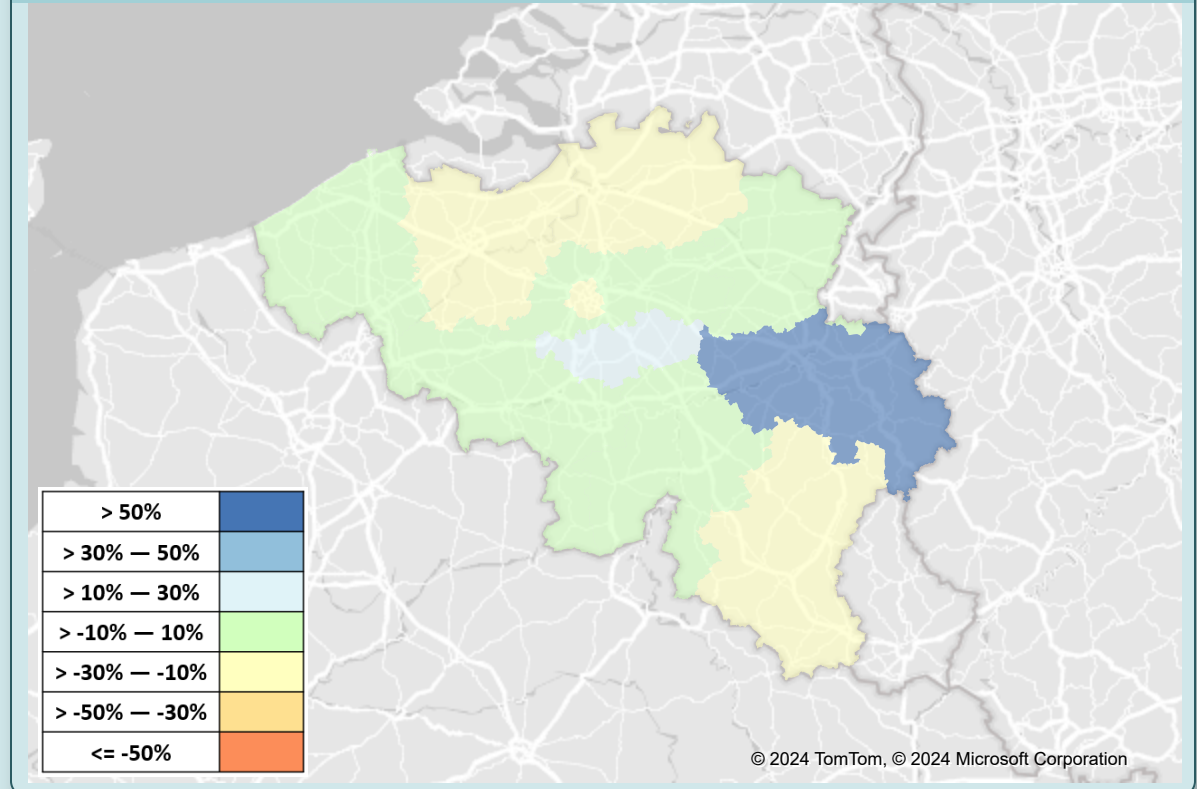 > 50%
> 30% — 50%
> 10% — 30%
> -10% — 10%
> -30% — -10%
> -50% — -30%
<= -50%
© 2024 TomTom, © 2024 Microsoft Corporation